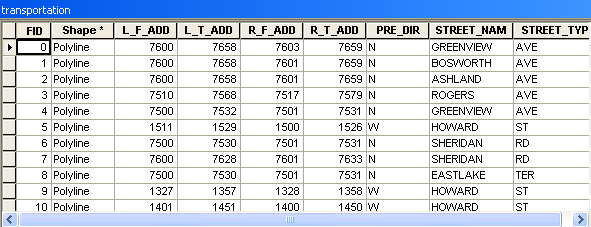 transportation
FID Shape * L_F_ADD L_T_ADD R_F_ADD R_T_ADD PRE_DIR STREET_NAM STREET_TYP
0 Polyline 7600 7658 7603 7659 N GREENVIEW AVE
1 Polyline 7600 7658 7601 7659 N BOSWORTH AVE
2 Polyline 7600 7658 7601 7659 N ASHLAND AVE
3 Polyline 7510 7568 7517 7579 N ROGERS AVE
4 Polyline 7500 7532 7501 7531 N GREENVIEW AVE
5 Polyline 1511 1529 1500 1526 W HOWARD ST
6 Polyline 7500 7530 7501 7531 N SHERIDAN RD
7 Polyline 7600 7628 7601 7633 N SHERIDAN RD
8 Polyline 7500 7530 7501 7531 N EASTLAKE TER
9 Polyline 1327 1357 1328 1358 W HOWARD ST
10 Polyline 1401 1451 1400 1450 W HOWARD ST